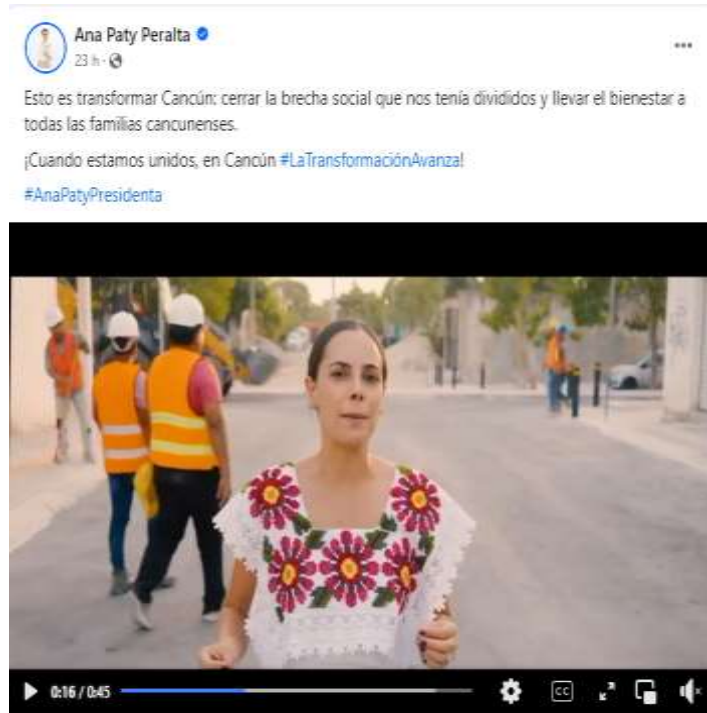 Ana Paty Peralta
23 h ·
Esto es transformar Cancún: cerrar la brecha social que nos tenía divididos y llevar el bienestar a
todas las familias cancunenses.
¡Cuando estamos unidos, en Cancún #LaTransformaciónAvanza!
#AnaPatyPresidenta
0:16 / 0:45
CC